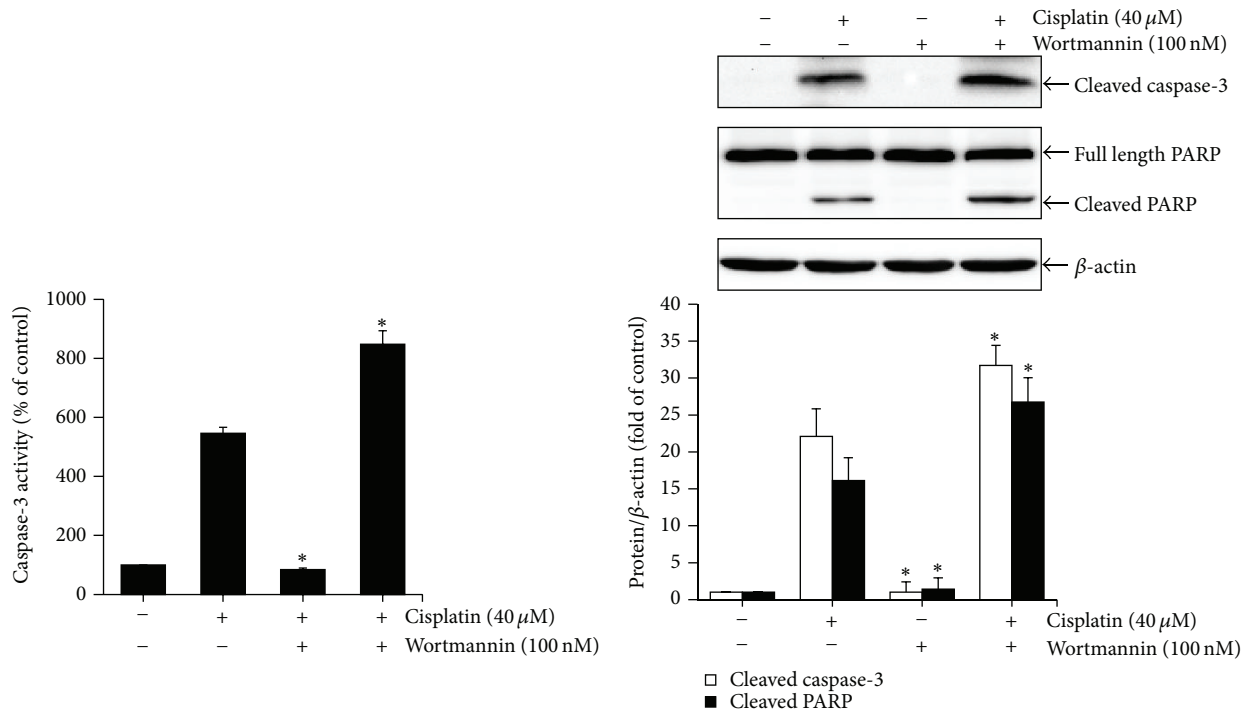 − + − + Cisplatin (40 μM)
− − + + Wortmannin (100 nM)
Cleaved caspase-3
Full length PARP
Cleaved PARP
β-actin
Caspase-3 activity (% of control)
1000
800
600
400
200
0
*
*
− + + + Cisplatin (40 μM)
− − + + Wortmannin (100 nM)
Protein/β-actin (fold of control)
40
35
30
25
20
15
10
5
0
* *
* *
− + − + Cisplatin (40 μM)
− − + + Wortmannin (100 nM)
Cleaved caspase-3
Cleaved PARP